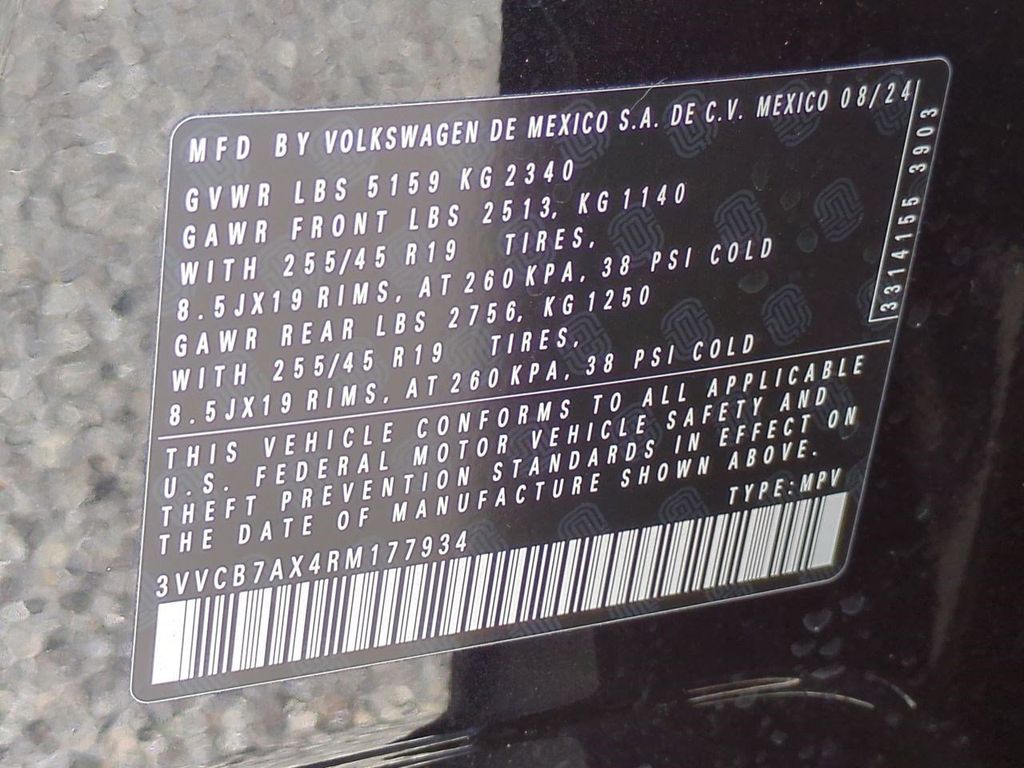 MFD BY VOLKSWAGEN DE MEXICO S.A. DE C.V. MEXICO 08/24
GVWR LBS 5159 KG 2340
GAWR FRONT LBS 2513, KG 1140
WITH 255/45 R19 TIRES,
8.5JX19 RIMS, AT 260 KPA, 38 PSI COLD
GAWR REAR LBS 2756, KG 1250
WITH 255/45 R19 TIRES,
8.5JX19 RIMS, AT 260 KPA, 38 PSI COLD
3314155 3903
THIS VEHICLE CONFORMS TO ALL APPLICABLE
U.S. FEDERAL MOTOR VEHICLE SAFETY AND
THEFT PREVENTION STANDARDS IN EFFECT ON
THE DATE OF MANUFACTURE SHOWN ABOVE.
TYPE:MPV
3VVCB7AX4RM177934